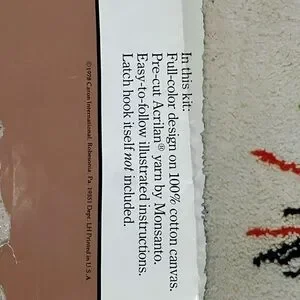 In this kit:
Full-color design on 100% cotton canvas.
Pre-cut Acrilan® yarn by Monsanto.
Easy-to-follow illustrated instructions.
Latch hook itself not included.
©1978 Caron International, Robesonia, Pa. 19551 Dept. LH Printed in U.S.A